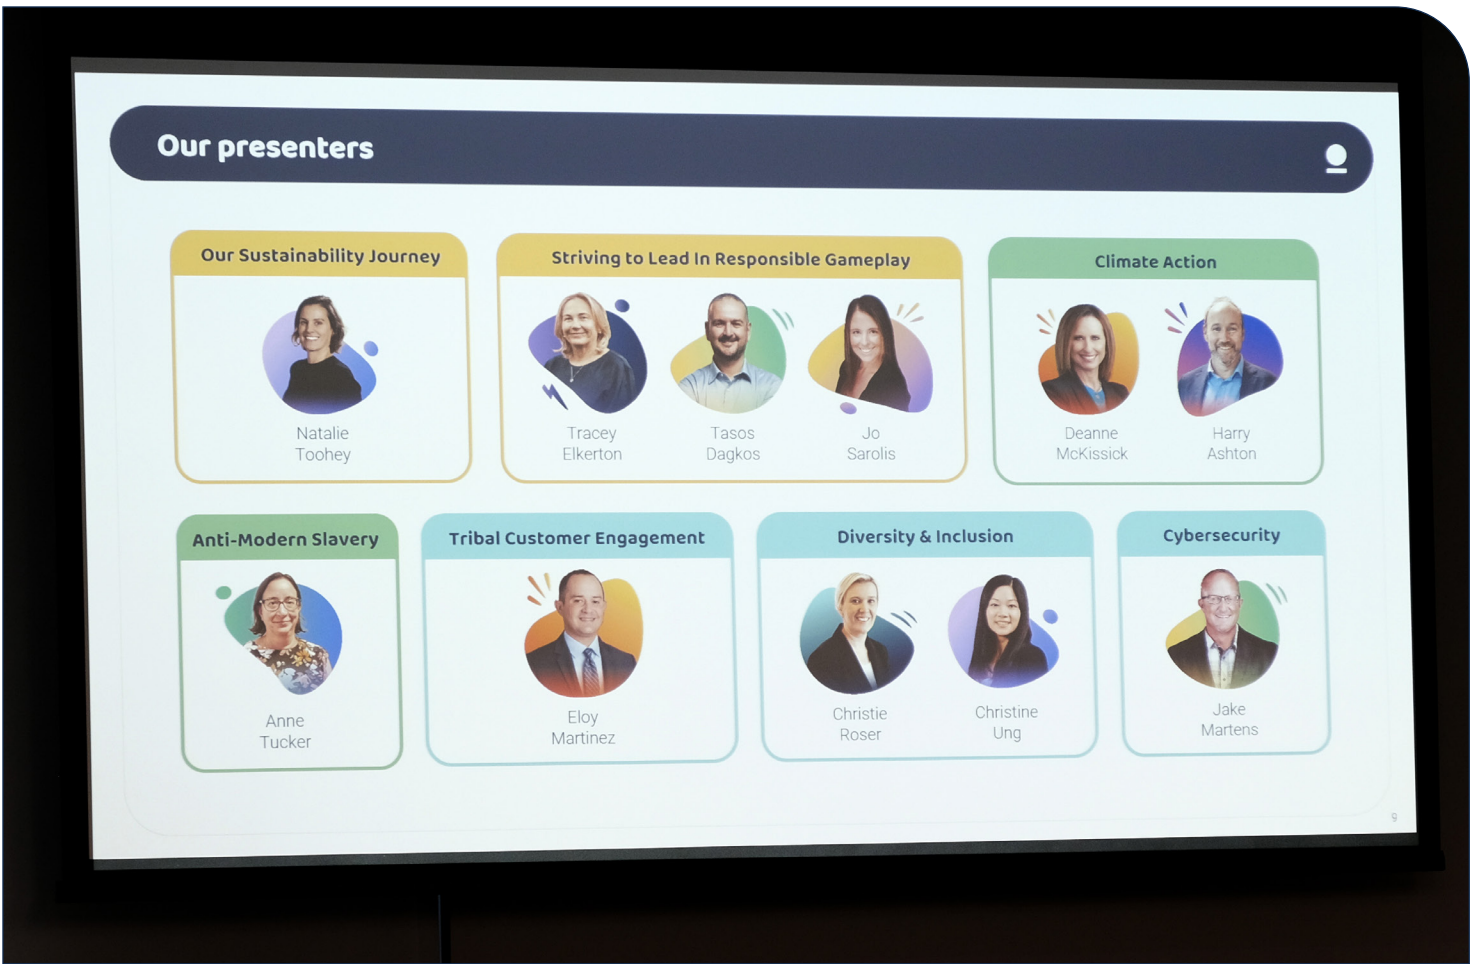 Our presenters
Our Sustainability Journey
Natalie
Toohey
Striving to Lead In Responsible Gameplay
Tracey
Elkerton
Tasos
Dagkos
Jo
Sarolis
Climate Action
Deanne
McKissick
Harry
Ashton
Anti-Modern Slavery
Anne
Tucker
Tribal Customer Engagement
Eloy
Martinez
Diversity & Inclusion
Christie
Roser
Christine
Ung
Cybersecurity
Jake
Martens
9